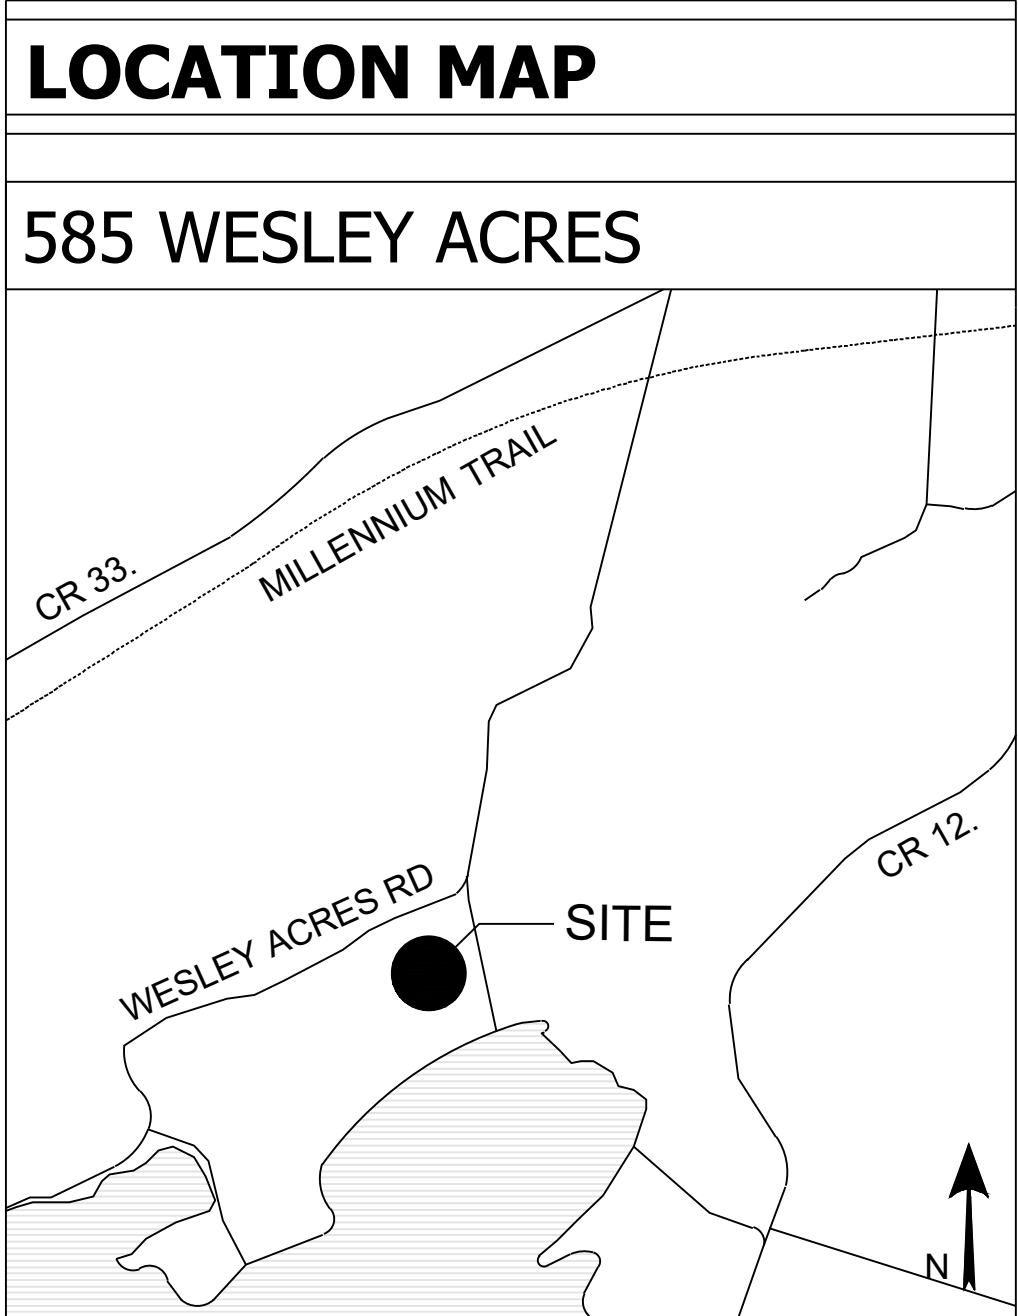 LOCATION MAP
585 WESLEY ACRES
MILLENNIUM TRAIL
CR 33.
CR 12.
WESLEY ACRES RD
SITE
N